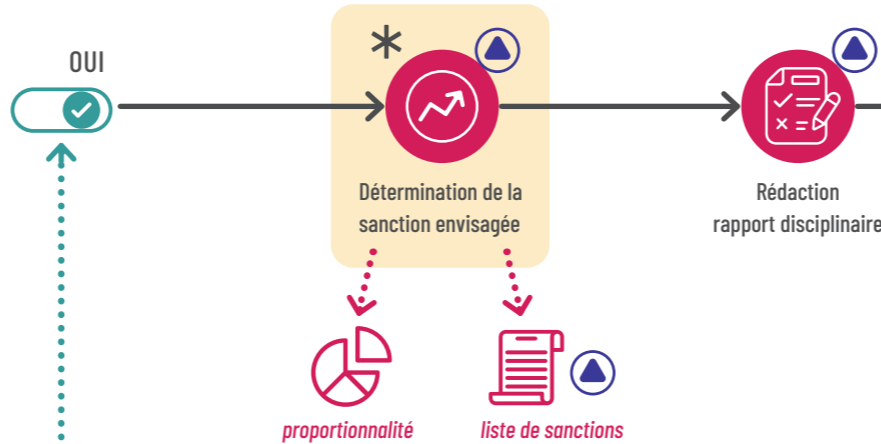 OUI
Détermination de la
sanction envisagée
Rédaction
rapport disciplinaire
proportionnalité
liste de sanctions